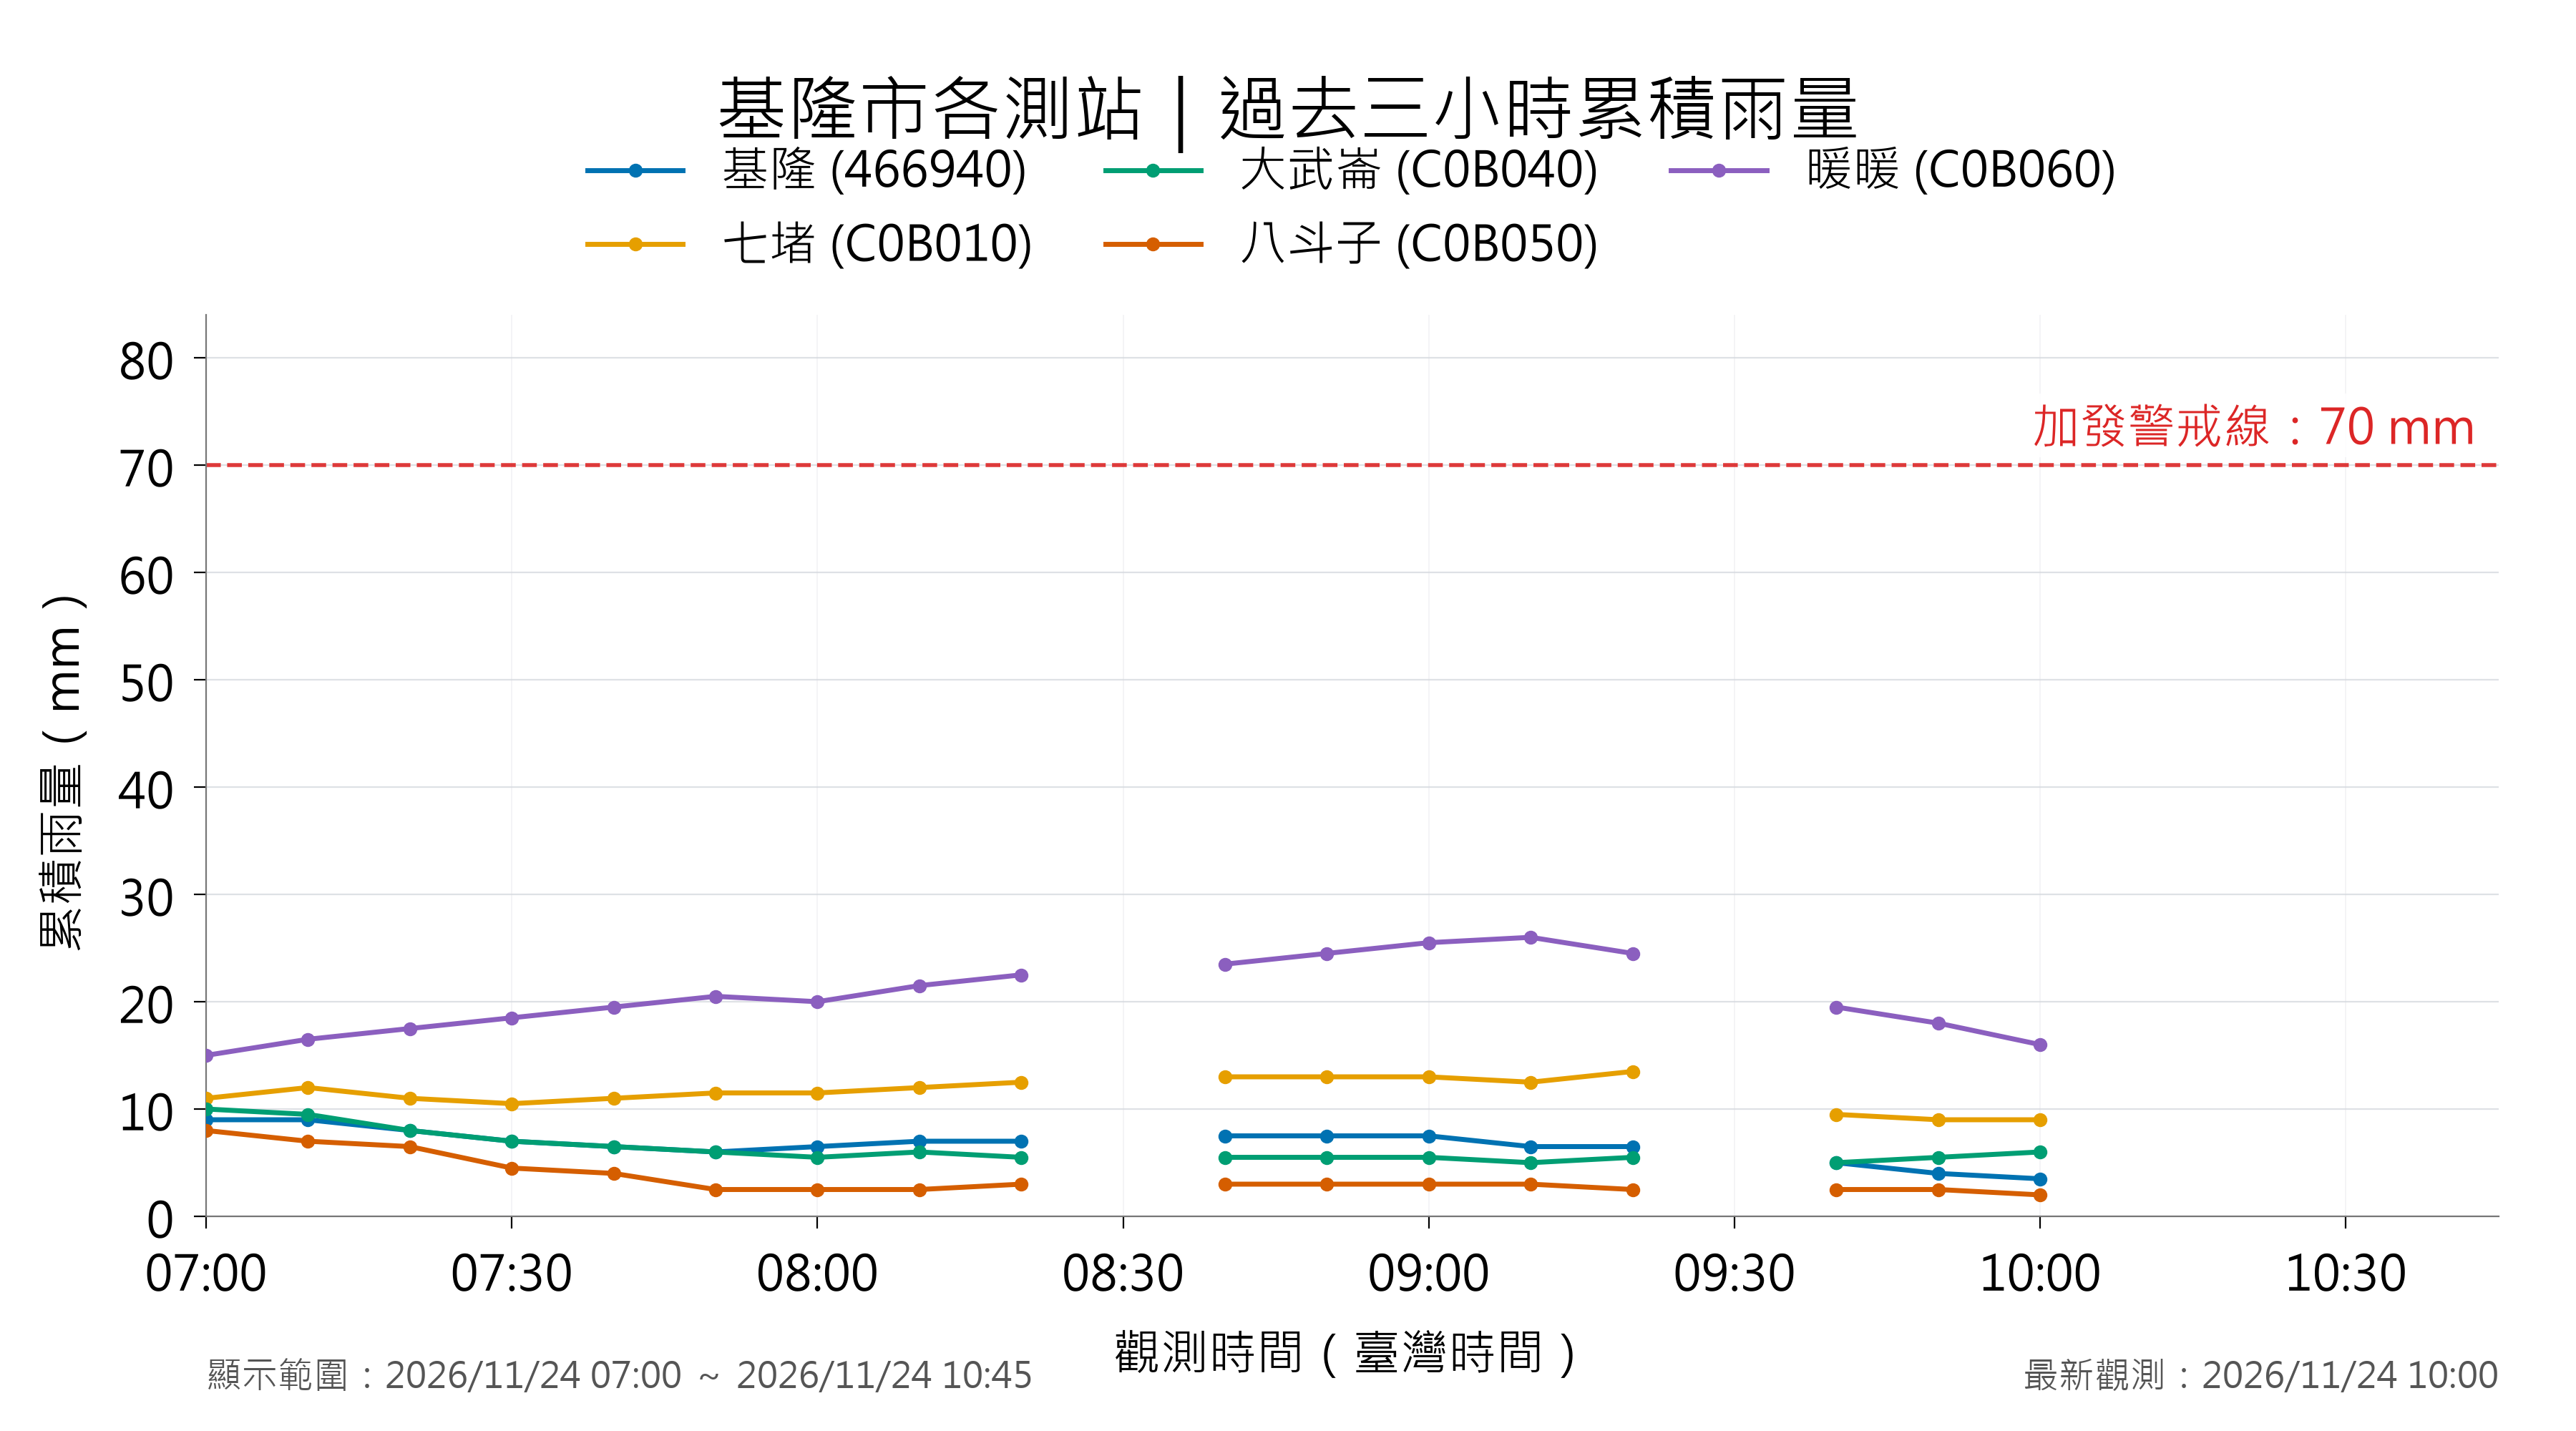 基隆市各測站｜過去三小時累積雨量
基隆 (466940)
大武崙 (C0B040)
暖暖 (C0B060)
七堵 (C0B010)
八斗子 (C0B050)
累積雨量（mm）
80
70
60
50
40
30
20
10
0
加發警戒線：70 mm
07:00
07:30
08:00
08:30
09:00
09:30
10:00
10:30
觀測時間（臺灣時間）
顯示範圍：2026/11/24 07:00 ~ 2026/11/24 10:45
最新觀測：2026/11/24 10:00